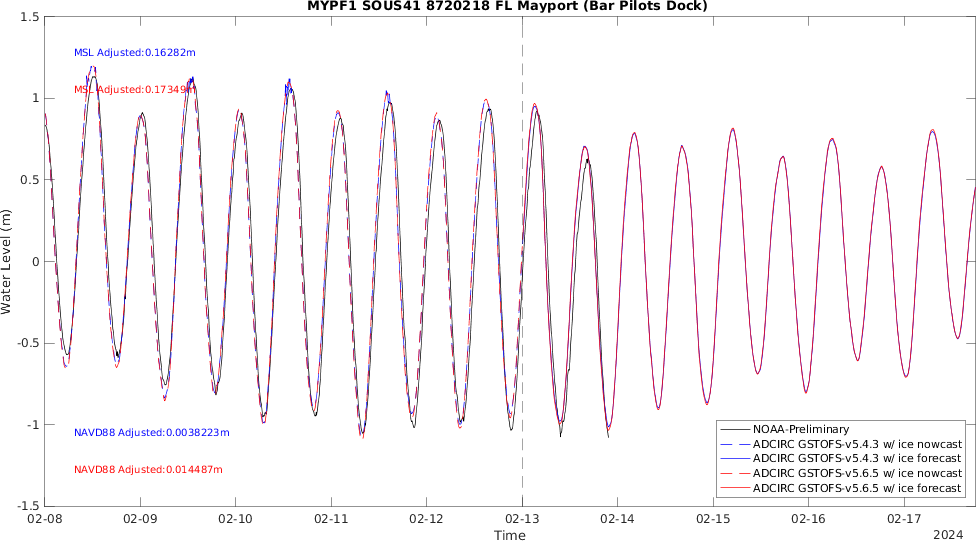 MYPF1 SOUS41 8720218 FL Mayport (Bar Pilots Dock)
1.5
1
0.5
0
-0.5
-1
-1.5
Water Level (m)
MSL Adjusted:0.16282m
MSL Adjusted:0.17349m
NAVD88 Adjusted:0.0038223m
NAVD88 Adjusted:0.014487m
NOAA-Preliminary
ADCIRC GSTOFS-v5.4.3 w/ ice nowcast
ADCIRC GSTOFS-v5.4.3 w/ ice forecast
ADCIRC GSTOFS-v5.6.5 w/ ice nowcast
ADCIRC GSTOFS-v5.6.5 w/ ice forecast
02-08 02-09 02-10 02-11 02-12 02-13 02-14 02-15 02-16 02-17
Time
2024